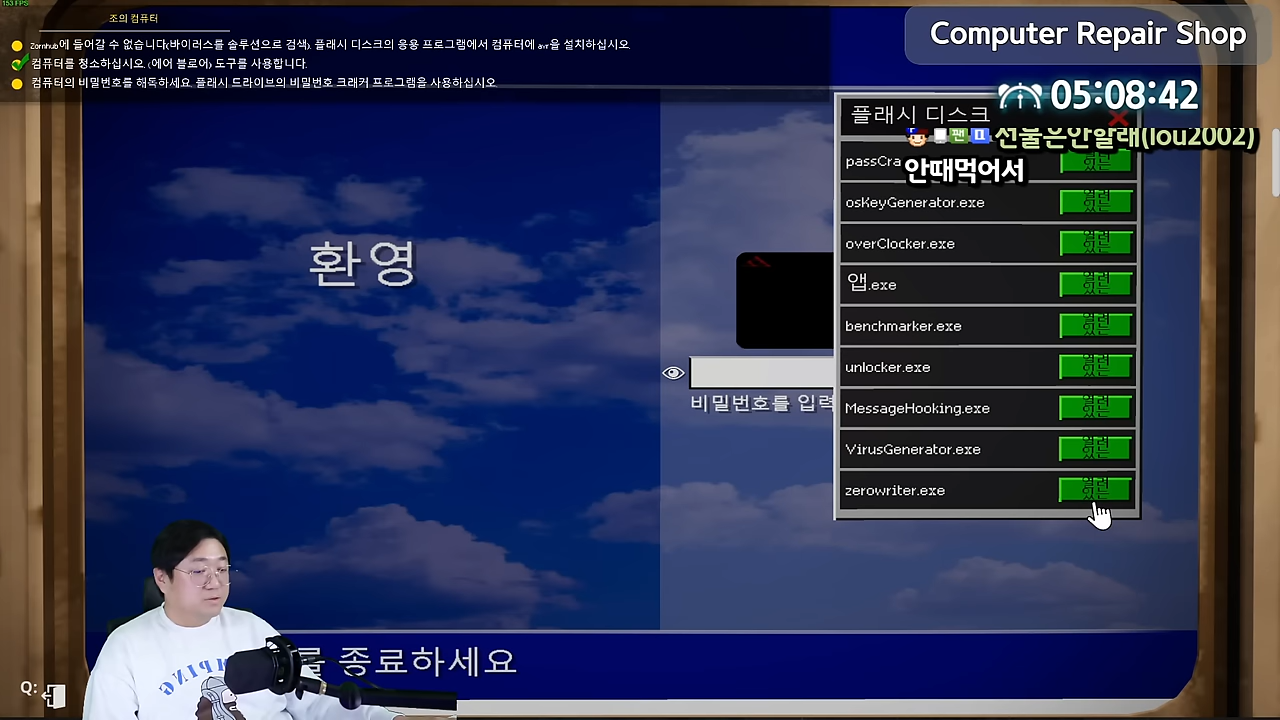 153 FPS
조의 컴퓨터
Zornhub에 들어갈 수 없습니다(바이러스를 솔루션으로 검색). 플래시 디스크의 응용 프로그램에서 컴퓨터에 avr을 설치하십시오.
컴퓨터를 청소하십시오. (에어 블로어) 도구를 사용합니다.
컴퓨터의 비밀번호를 해독하세요. 플래시 드라이브의 비밀번호 크래커 프로그램을 사용하십시오.
Computer Repair Shop
05:08:42
플래시 디스크
선물은안할래(lou2002)
안때먹어서
passCra
osKeyGenerator.exe
overClocker.exe
앱.exe
benchmarker.exe
unlocker.exe
MessageHooking.exe
VirusGenerator.exe
zerowriter.exe
환영
비밀번호를 입력
를 종료하세요
Q: